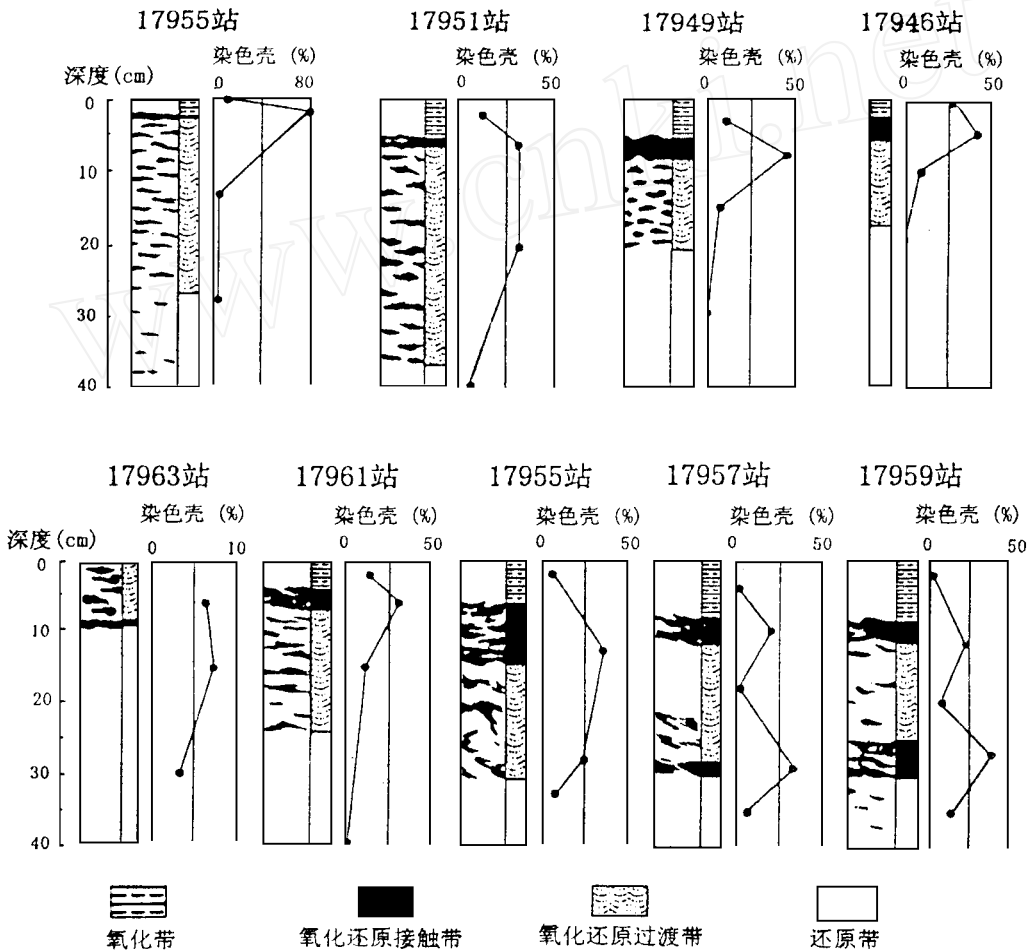 17955站 17951站 17949站 17946站
染色壳 (%) 染色壳 (%) 染色壳 (%) 染色壳 (%)
深度(cm) 0 80 0 50 0 50 0 50
0
10
20
30
40
17963站 17961站 17955站 17957站 17959站
染色壳 (%) 染色壳 (%) 染色壳 (%) 染色壳 (%) 染色壳 (%)
深度(cm) 0 10 0 50 0 50 0 50 0 50
0
10
20
30
40
氧化带 氧化还原接触带 氧化还原过渡带 还原带
www.cnki.net